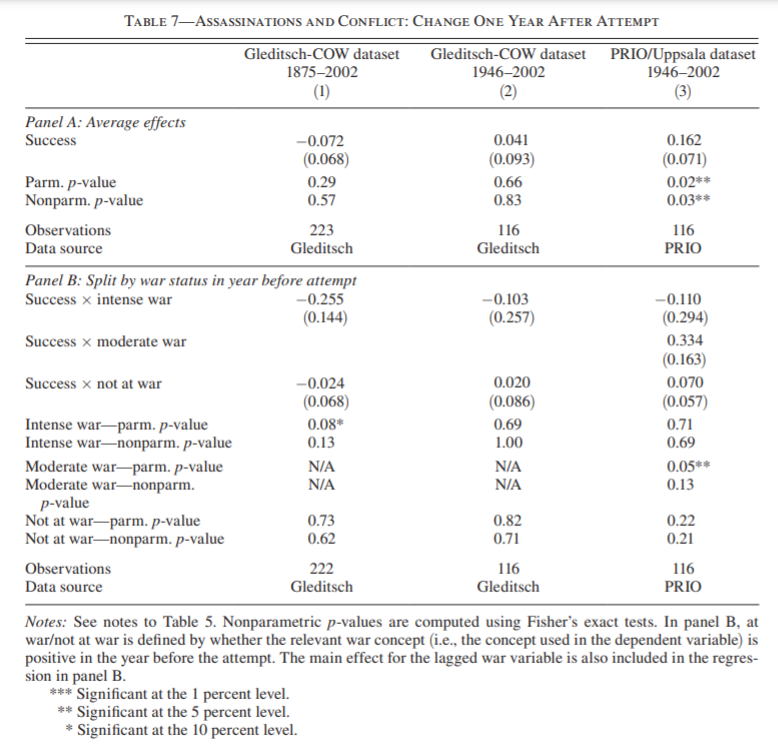 TABLE 7—ASSASSINATIONS AND CONFLICT: CHANGE ONE YEAR AFTER ATTEMPT
Gleditsch-COW dataset Gleditsch-COW dataset PRIO/Uppsala dataset
1875–2002 1946–2002 1946–2002
(1) (2) (3)
Panel A: Average effects
Success −0.072 0.041 0.162
(0.068) (0.093) (0.071)
Parm. p-value 0.29 0.66 0.02**
Nonparm. p-value 0.57 0.83 0.03**
Observations 223 116 116
Data source Gleditsch Gleditsch PRIO
Panel B: Split by war status in year before attempt
Success × intense war −0.255 −0.103 −0.110
(0.144) (0.257) (0.294)
Success × moderate war 0.334
(0.163)
Success × not at war −0.024 0.020 0.070
(0.068) (0.086) (0.057)
Intense war—parm. p-value 0.08* 0.69 0.71
Intense war—nonparm. p-value 0.13 1.00 0.69
Moderate war—parm. p-value N/A N/A 0.05**
Moderate war—nonparm. N/A N/A 0.13
p-value
Not at war—parm. p-value 0.73 0.82 0.22
Not at war—nonparm. p-value 0.62 0.71 0.21
Observations 222 116 116
Data source Gleditsch Gleditsch PRIO
Notes: See notes to Table 5. Nonparametric p-values are computed using Fisher's exact tests. In panel B, at
war/not at war is defined by whether the relevant war concept (i.e., the concept used in the dependent variable) is
positive in the year before the attempt. The main effect for the lagged war variable is also included in the regres-
sion in panel B.
*** Significant at the 1 percent level.
** Significant at the 5 percent level.
* Significant at the 10 percent level.